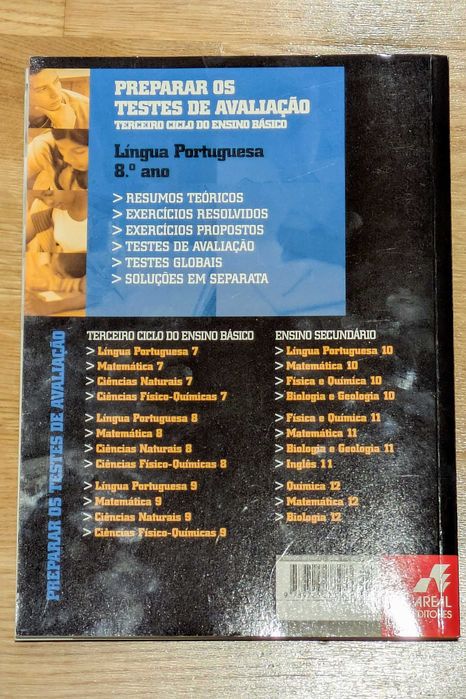 PREPARAR OS
TESTES DE AVALIAÇÃO
TERCEIRO CICLO DO ENSINO BÁSICO
Língua Portuguesa
8.º ano
> RESUMOS TEÓRICOS
> EXERCÍCIOS RESOLVIDOS
> EXERCÍCIOS PROPOSTOS
> TESTES DE AVALIAÇÃO
> TESTES GLOBAIS
> SOLUÇÕES EM SEPARATA
PREPARAR OS TESTES DE AVALIAÇÃO
TERCEIRO CICLO DO ENSINO BÁSICO
> Língua Portuguesa 7
> Matemática 7
> Ciências Naturais 7
> Ciências Físico-Químicas 7
> Língua Portuguesa 8
> Matemática 8
> Ciências Naturais 8
> Ciências Físico-Químicas 8
> Língua Portuguesa 9
> Matemática 9
> Ciências Naturais 9
> Ciências Físico-Químicas 9
ENSINO SECUNDÁRIO
> Língua Portuguesa 10
> Matemática 10
> Física e Química 10
> Biologia e Geologia 10
> Física e Química 11
> Matemática 11
> Biologia e Geologia 11
> Inglês 11
> Química 12
> Matemática 12
> Biologia 12
AREAL
EDITORES